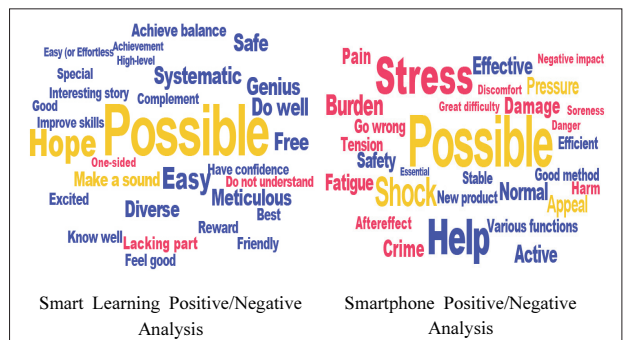 Achieve balance
Easy (or Effortless)
Achievement
High-level
Safe
Special
Systematic
Interesting story
Complement
Genius
Good
Do well
Improve skills
Possible
Hope
Free
One-sided
Make a sound
Easy
Have confidence
Do not understand
Excited
Meticulous
Diverse
Best
Reward
Know well
Lacking part
Friendly
Feel good
Smart Learning Positive/Negative
Analysis
Pain
Stress
Effective
Negative impact
Discomfort
Pressure
Burden
Great difficulty
Damage
Soreness
Go wrong
Possible
Danger
Tension
Efficient
Safety
Essential
Stable
Good method
Fatigue
Shock
New product
Normal
Harm
Appeal
Aftereffect
Help
Various functions
Crime
Active
Smartphone Positive/Negative
Analysis